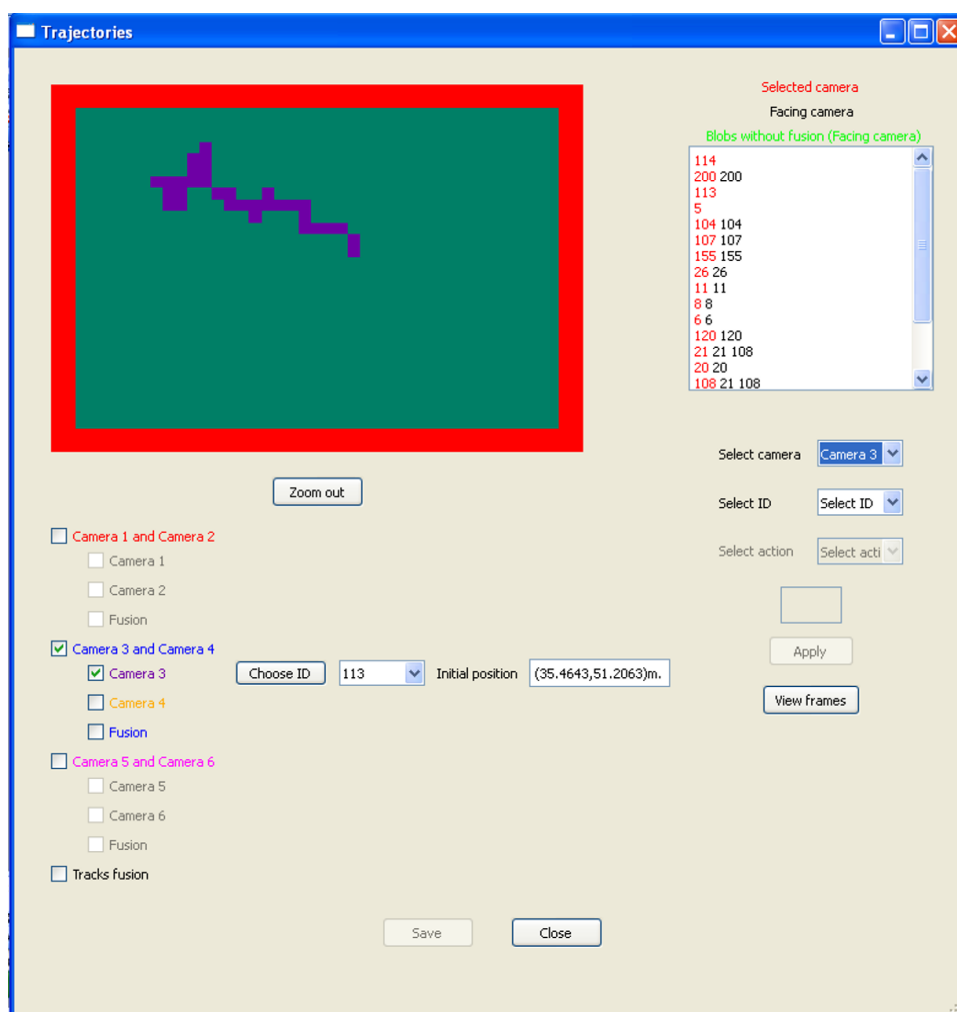 Trajectories
Selected camera
Facing camera
Blobs without fusion (Facing camera)
114
200 200
113
5
104 104
107 107
155 155
26 26
11 11
8 8
6 6
120 120
21 21 108
20 20
108 21 108
Select camera Camera 3
Zoom out
Select ID Select ID
Camera 1 and Camera 2
Select action Select acti
Camera 1
Camera 2
Fusion
Camera 3 and Camera 4
Apply
Camera 3 Choose ID 113 Initial position (35.4643,51.2063)m.
View frames
Camera 4
Fusion
Camera 5 and Camera 6
Camera 5
Camera 6
Fusion
Tracks fusion
Save Close